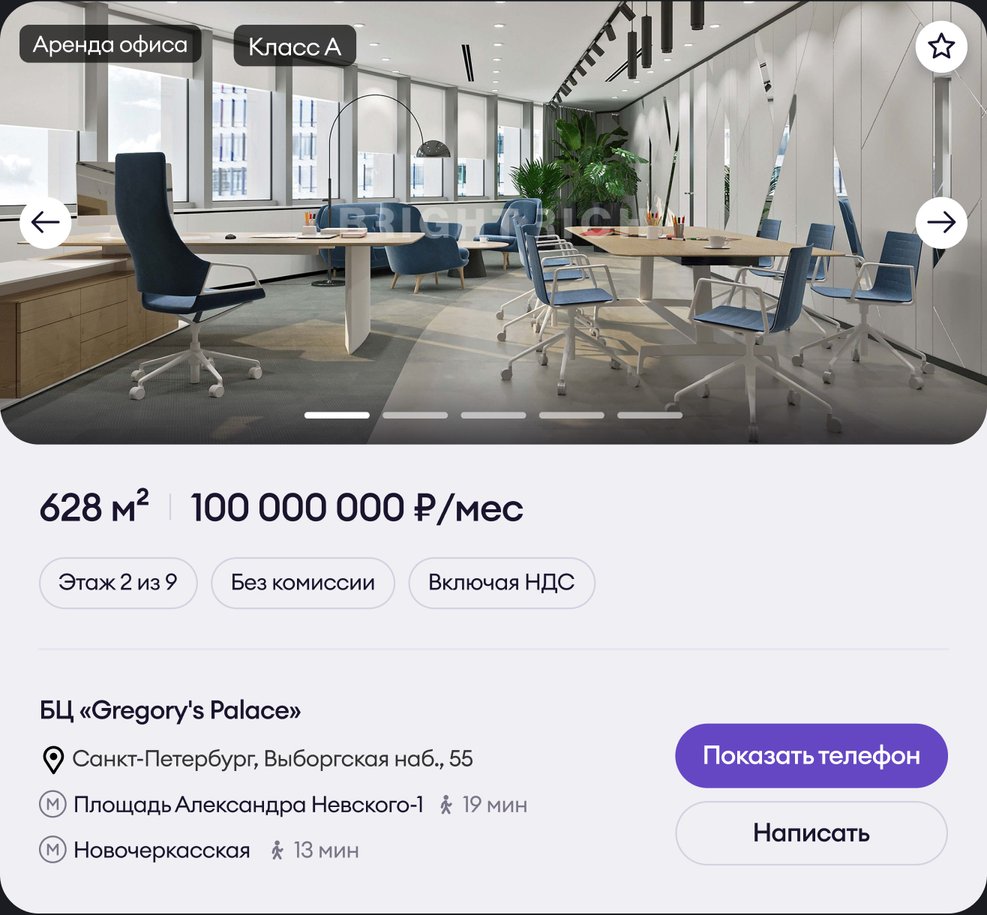 Аренда офиса
Класс А
BRIGHT RICH
628 м²
100 000 000 ₽/мес
Этаж 2 из 9
Без комиссии
Включая НДС
БЦ «Gregory's Palace»
Санкт-Петербург, Выборгская наб., 55
М Площадь Александра Невского-1 19 мин
М Новочеркасская 13 мин
Показать телефон
Написать